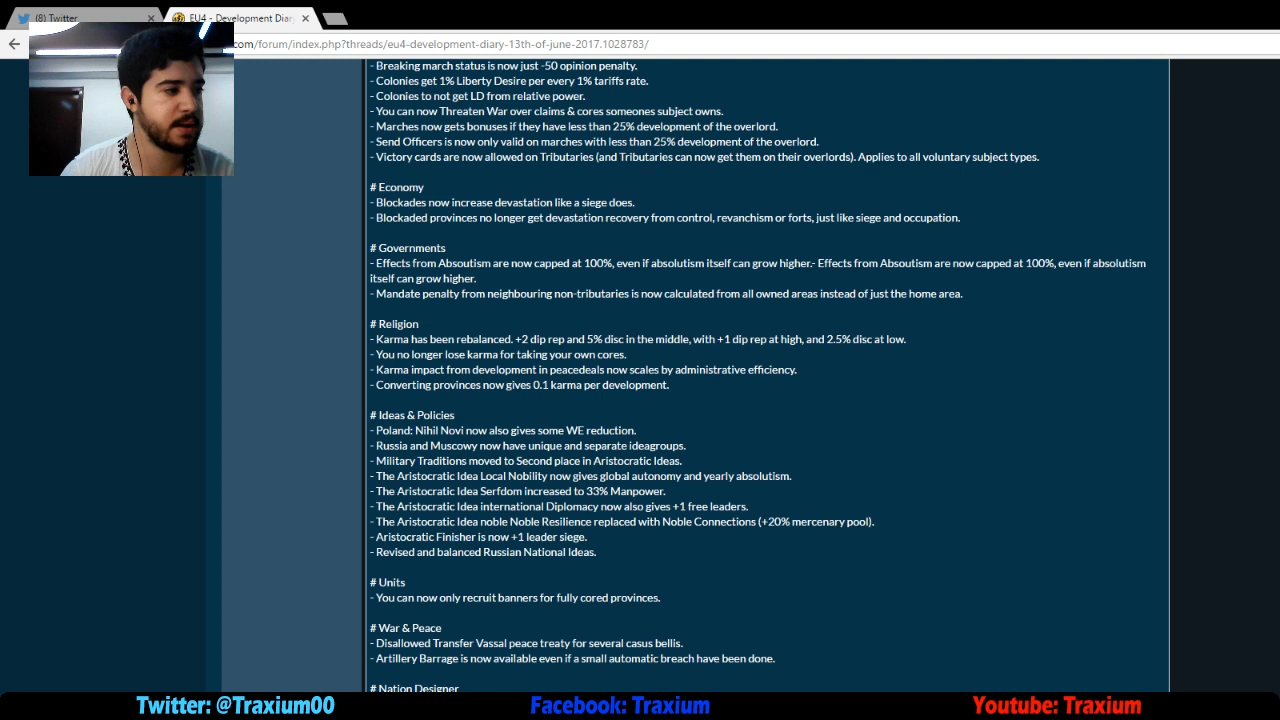 (8) Twitter
EU4 - Development Diar
com/forum/index.php?threads/eu4-development-diary-13th-of-june-2017.1028783/
- Breaking march status is now just -50 opinion penalty.
- Colonies get 1% Liberty Desire per every 1% tariffs rate.
- Colonies to not get LD from relative power.
- You can now Threaten War over claims & cores someones subject owns.
- Marches now gets bonuses if they have less than 25% development of the overlord.
- Send Officers is now only valid on marches with less than 25% development of the overlord.
- Victory cards are now allowed on Tributaries (and Tributaries can now get them on their overlords). Applies to all voluntary subject types.
# Economy
- Blockades now increase devastation like a siege does.
- Blockaded provinces no longer get devastation recovery from control, revanchism or forts, just like siege and occupation.
# Governments
- Effects from Absoutism are now capped at 100%, even if absolutism itself can grow higher.- Effects from Absoutism are now capped at 100%, even if absolutism
itself can grow higher.
- Mandate penalty from neighbouring non-tributaries is now calculated from all owned areas instead of just the home area.
# Religion
- Karma has been rebalanced. +2 dip rep and 5% disc in the middle, with +1 dip rep at high, and 2.5% disc at low.
- You no longer lose karma for taking your own cores.
- Karma impact from development in peacedeals now scales by administrative efficiency.
- Converting provinces now gives 0.1 karma per development.
# Ideas & Policies
- Poland: Nihil Novi now also gives some WE reduction.
- Russia and Muscowy now have unique and separate ideagroups.
- Military Traditions moved to Second place in Aristocratic Ideas.
- The Aristocratic Idea Local Nobility now gives global autonomy and yearly absolutism.
- The Aristocratic Idea Serfdom increased to 33% Manpower.
- The Aristocratic Idea international Diplomacy now also gives +1 free leaders.
- The Aristocratic Idea noble Noble Resilience replaced with Noble Connections (+20% mercenary pool).
- Aristocratic Finisher is now +1 leader siege.
- Revised and balanced Russian National Ideas.
# Units
- You can now only recruit banners for fully cored provinces.
# War & Peace
- Disallowed Transfer Vassal peace treaty for several casus bellis.
- Artillery Barrage is now available even if a small automatic breach have been done.
# Nation Designer
Twitter: @Traxium00
Facebook: Traxium
Youtube: Traxium